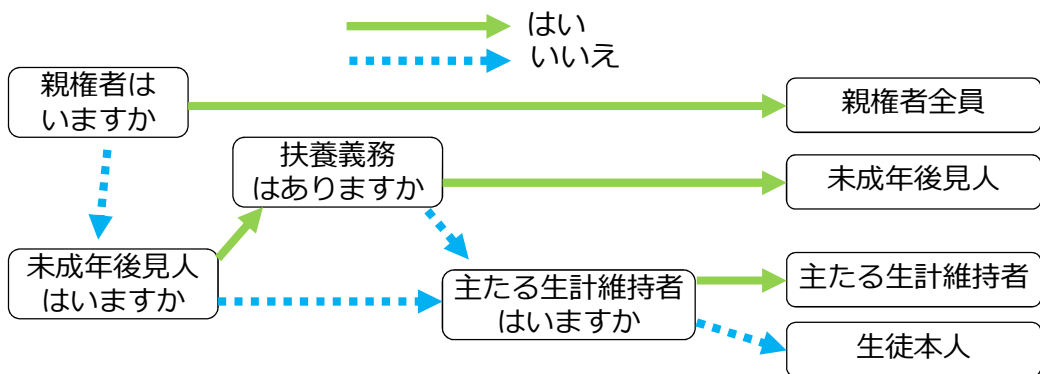 はい
いいえ
親権者は
いますか
親権者全員
扶養義務
はありますか
未成年後見人
未成年後見人
はいますか
主たる生計維持者
はいますか
主たる生計維持者
生徒本人